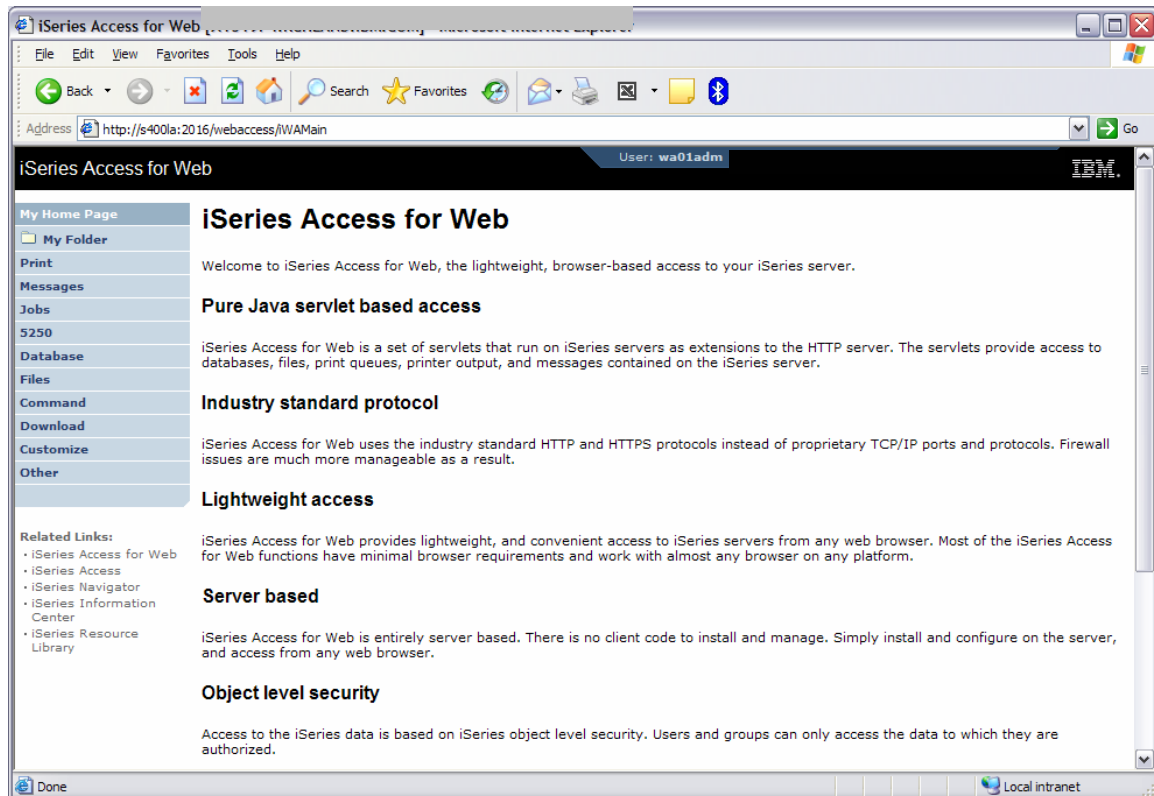 iSeries Access for Web
File Edit View Favorites Tools Help
Back Search Favorites
Address http://s400la:2016/webaccess/iWAMain Go
iSeries Access for Web User: wa01adm IBM.
My Home Page
My Folder
Print
Messages
Jobs
5250
Database
Files
Command
Download
Customize
Other
Related Links:
• iSeries Access for Web
• iSeries Access
• iSeries Navigator
• iSeries Information
Center
• iSeries Resource
Library
iSeries Access for Web
Welcome to iSeries Access for Web, the lightweight, browser-based access to your iSeries server.
Pure Java servlet based access
iSeries Access for Web is a set of servlets that run on iSeries servers as extensions to the HTTP server. The servlets provide access to
databases, files, print queues, printer output, and messages contained on the iSeries server.
Industry standard protocol
iSeries Access for Web uses the industry standard HTTP and HTTPS protocols instead of proprietary TCP/IP ports and protocols. Firewall
issues are much more manageable as a result.
Lightweight access
iSeries Access for Web provides lightweight, and convenient access to iSeries servers from any web browser. Most of the iSeries Access
for Web functions have minimal browser requirements and work with almost any browser on any platform.
Server based
iSeries Access for Web is entirely server based. There is no client code to install and manage. Simply install and configure on the server,
and access from any web browser.
Object level security
Access to the iSeries data is based on iSeries object level security. Users and groups can only access the data to which they are
authorized.
Done Local intranet